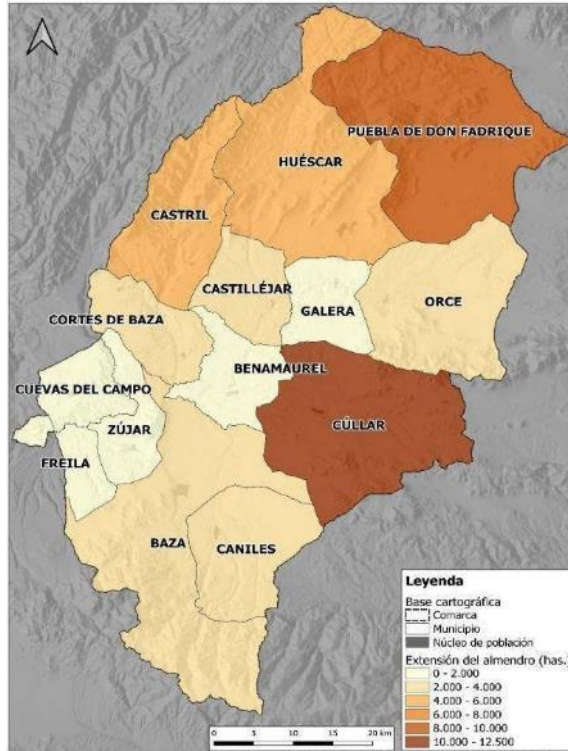 PUEBLA DE DON FADRIQUE
HUÉSCAR
CASTRIL
CASTILLÉJAR
GALERA
ORCE
CORTES DE BAZA
BENAMAUREL
CUEVAS DEL CAMPO
CÚLLAR
ZÚJAR
FREILA
BAZA
CANILES
Leyenda
Base cartográfica
Comarca
Municipio
Núcleo de población
Extensión del almendro (has.)
0 - 2.000
2.000 - 4.000
4.000 - 6.000
6.000 - 8.000
8.000 - 10.000
10.000 - 12.500
0 5 10 15 20 km